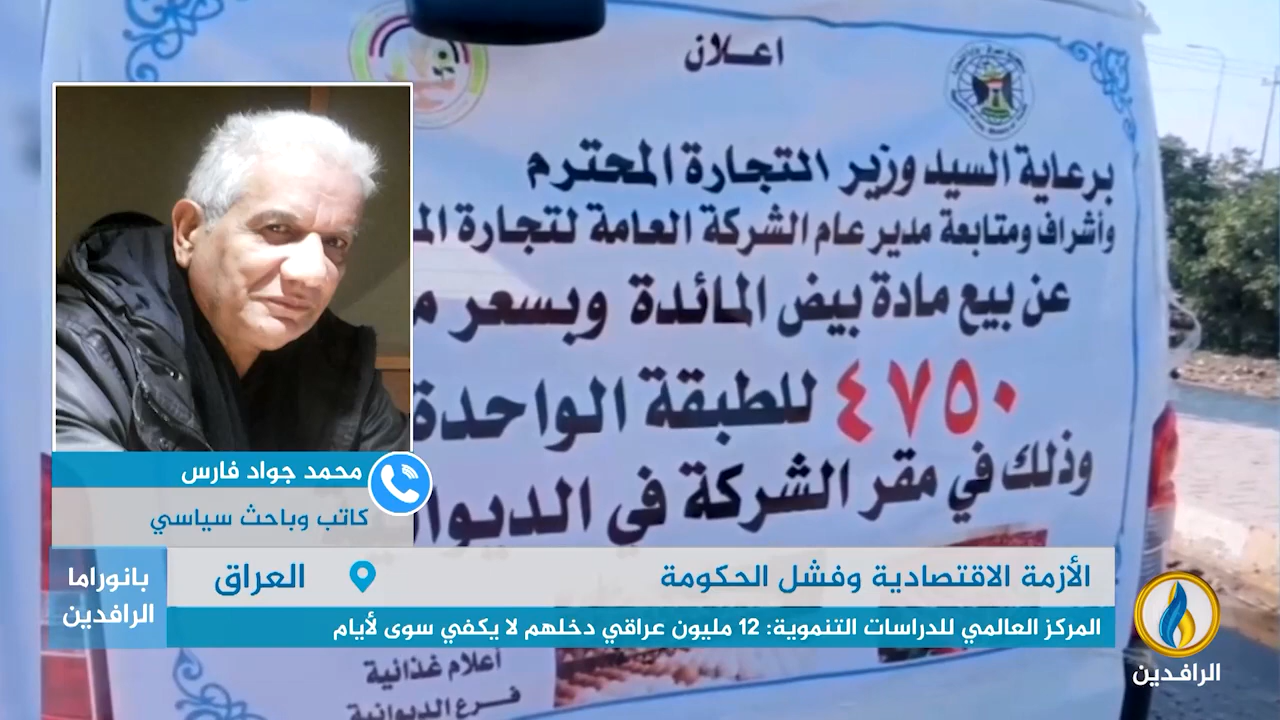 اعلان
برعاية السيد وزير التجارة المحترم
وأشراف ومتابعة مدير عام الشركة العامة لتجارة
عن بيع مادة بيض المائدة وبسعر
٤٧٥٠ للطبقة الواحدة
وذلك في مقر الشركة في
محمد جواد فارس
كاتب وباحث سياسي
الأزمة الاقتصادية وفشل الحكومة
العراق
بانوراما
الرافدين
المركز العالمي للدراسات التنموية: 12 مليون عراقي دخلهم لا يكفي سوى لأيام
الرافدين
أعلام غذائية
فرع الديوانية